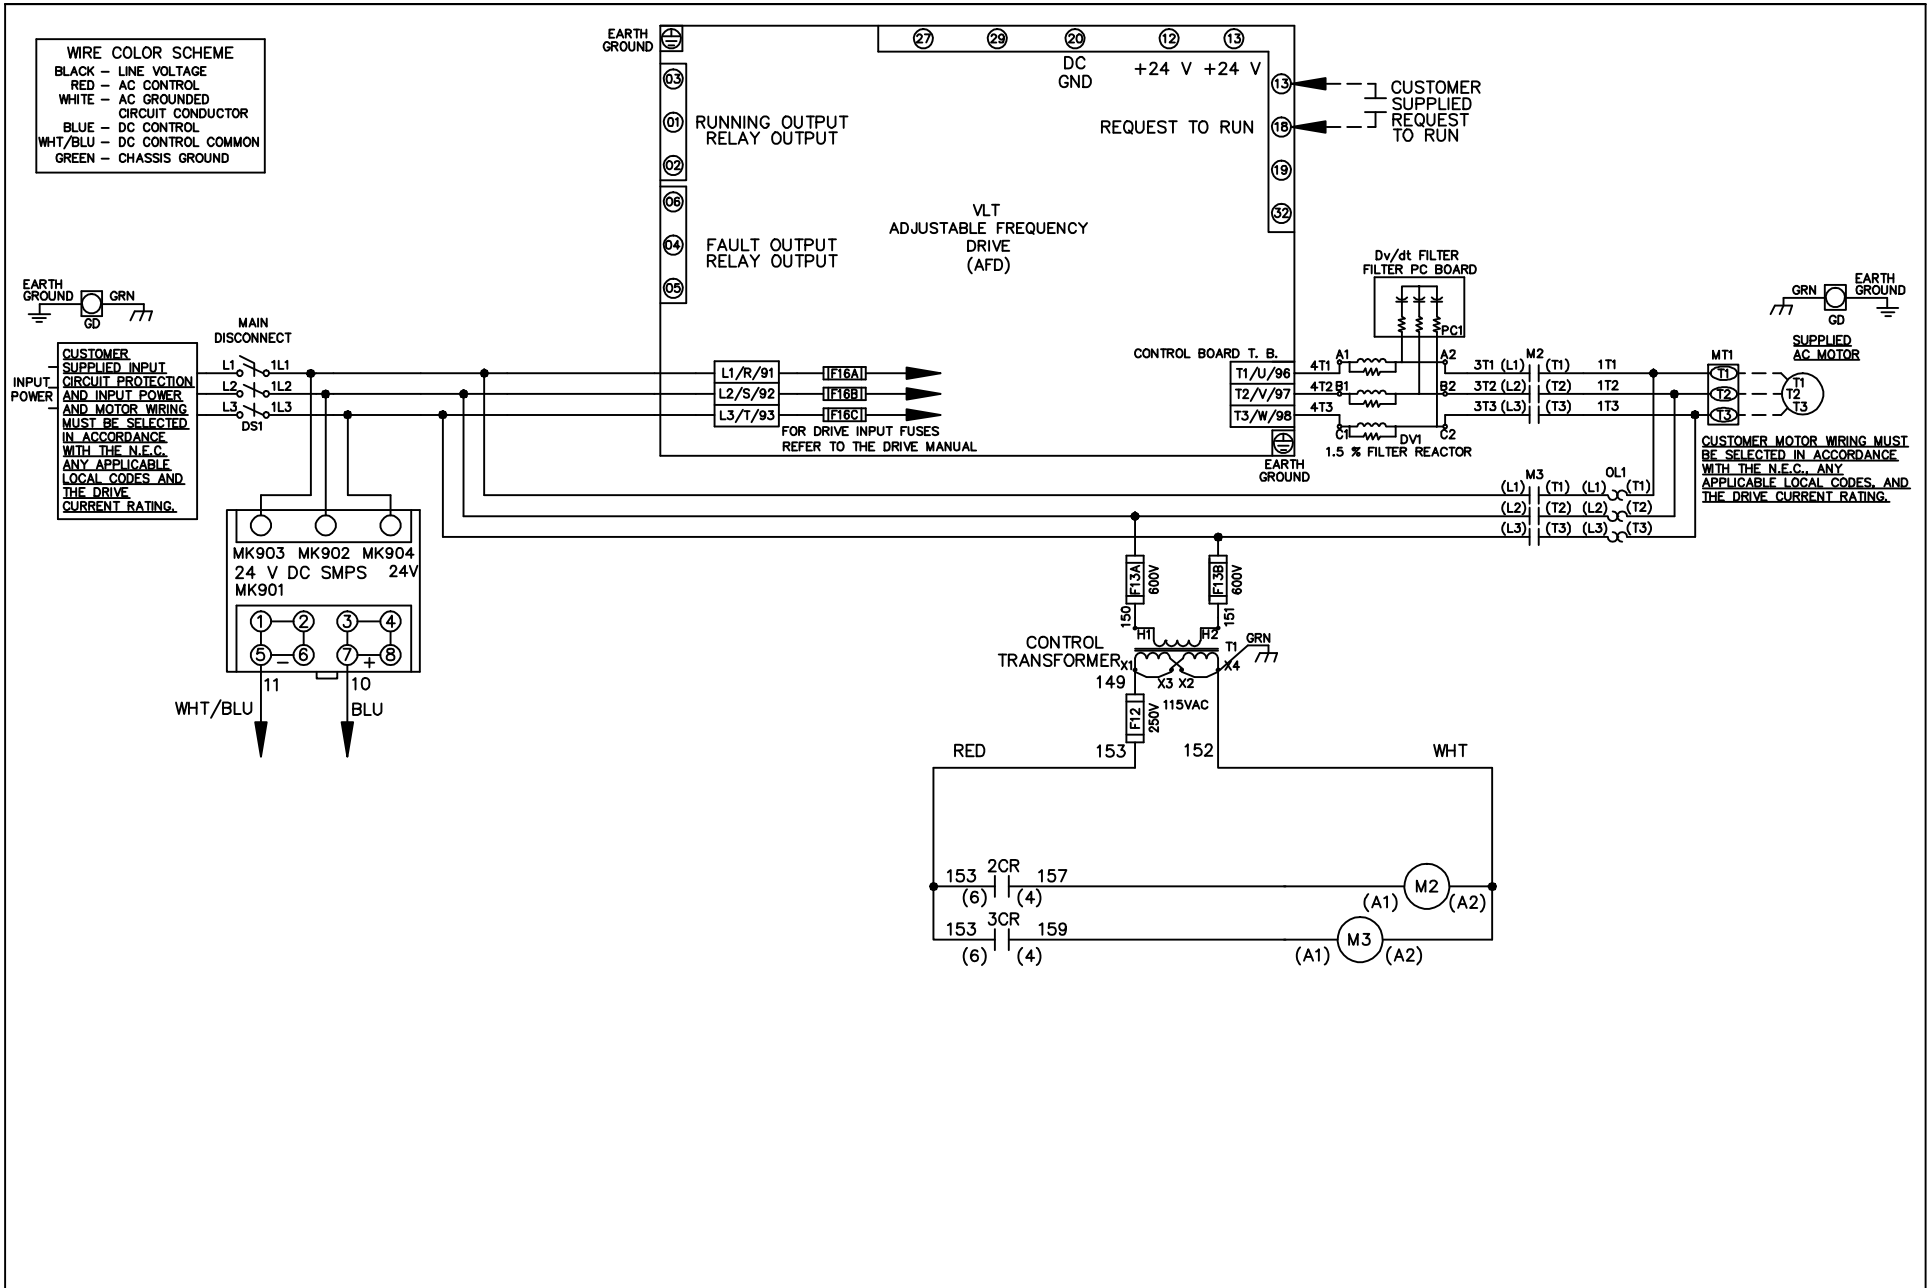 WIRE COLOR SCHEME
BLACK – LINE VOLTAGE
RED – AC CONTROL
WHITE – AC GROUNDED
CIRCUIT CONDUCTOR
BLUE – DC CONTROL
WHT/BLU – DC CONTROL COMMON
GREEN – CHASSIS GROUND
EARTH
GROUND
03
01
02
RUNNING OUTPUT
RELAY OUTPUT
06
04
05
FAULT OUTPUT
RELAY OUTPUT
27
29
20
12
13
DC
GND
+24 V
+24 V
13
REQUEST TO RUN
18
19
32
CUSTOMER
SUPPLIED
REQUEST
TO RUN
VLT
ADJUSTABLE FREQUENCY
DRIVE
(AFD)
Dv/dt FILTER
FILTER PC BOARD
PC1
EARTH
GROUND
GRN
GD
GRN
EARTH
GROUND
GD
SUPPLIED
AC MOTOR
INPUT
POWER
CUSTOMER
SUPPLIED INPUT
CIRCUIT PROTECTION
AND INPUT POWER
AND MOTOR WIRING
MUST BE SELECTED
IN ACCORDANCE
WITH THE N.E.C.
ANY APPLICABLE
LOCAL CODES AND
THE DRIVE
CURRENT RATING.
MAIN
DISCONNECT
L1
1L1
L2
1L2
L3
1L3
DS1
L1/R/91
F16A
L2/S/92
F16B
L3/T/93
F16C
FOR DRIVE INPUT FUSES
REFER TO THE DRIVE MANUAL
CONTROL BOARD T. B.
T1/U/96
T2/V/97
T3/W/98
EARTH
GROUND
4T1
A1
A2
3T1
(L1)
M2
(T1)
1T1
4T2
B1
B2
3T2
(L2)
(T2)
1T2
4T3
C1
C2
3T3
(L3)
(T3)
1T3
DV1
1.5 % FILTER REACTOR
MT1
T1
T2
T3
T1
T2
T3
CUSTOMER MOTOR WIRING MUST
BE SELECTED IN ACCORDANCE
WITH THE N.E.C., ANY
APPLICABLE LOCAL CODES, AND
THE DRIVE CURRENT RATING.
M3
OL1
(L1)
(T1)
(L1)
(T1)
(L2)
(T2)
(L2)
(T2)
(L3)
(T3)
(L3)
(T3)
MK903
MK902
MK904
24 V DC SMPS
24V
MK901
1
2
3
4
5
–
6
7
+
8
11
10
WHT/BLU
BLU
F13A
600V
F13B
600V
150
151
H1
H2
CONTROL
TRANSFORMER
T1
GRN
X1
X4
X3
X2
149
F12
250V
115VAC
RED
153
152
WHT
153
2CR
157
(6)
(4)
M2
(A1)
(A2)
153
3CR
159
(6)
(4)
M3
(A1)
(A2)